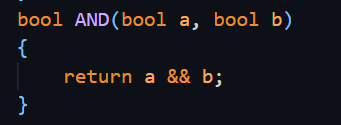 bool AND(bool a, bool b)
{
    return a && b;
}